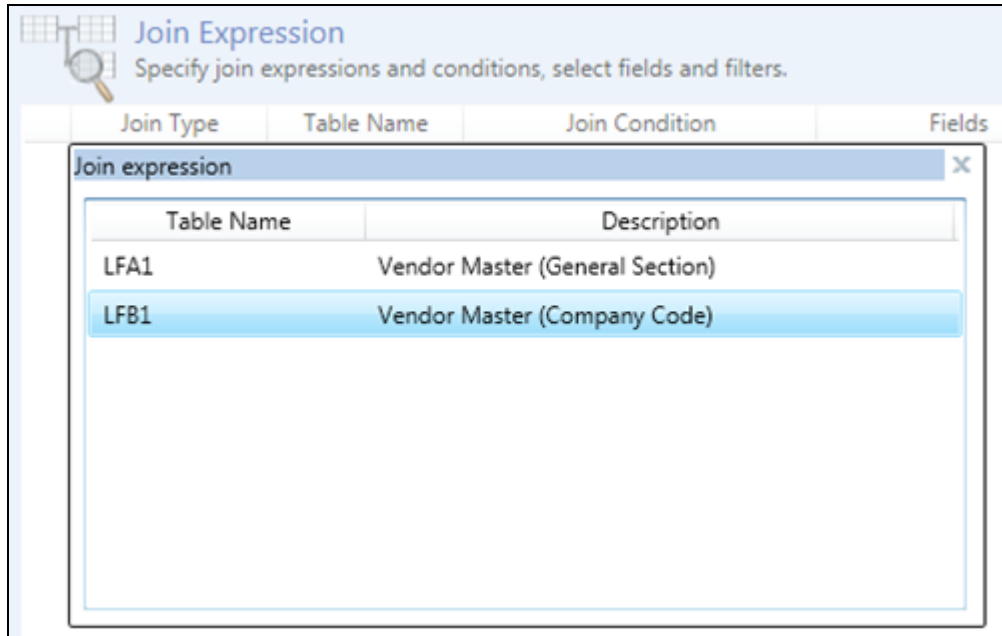 Join Expression
Specify join expressions and conditions, select fields and filters.
Join Type Table Name Join Condition Fields
Join expression
Table Name Description
LFA1 Vendor Master (General Section)
LFB1 Vendor Master (Company Code)